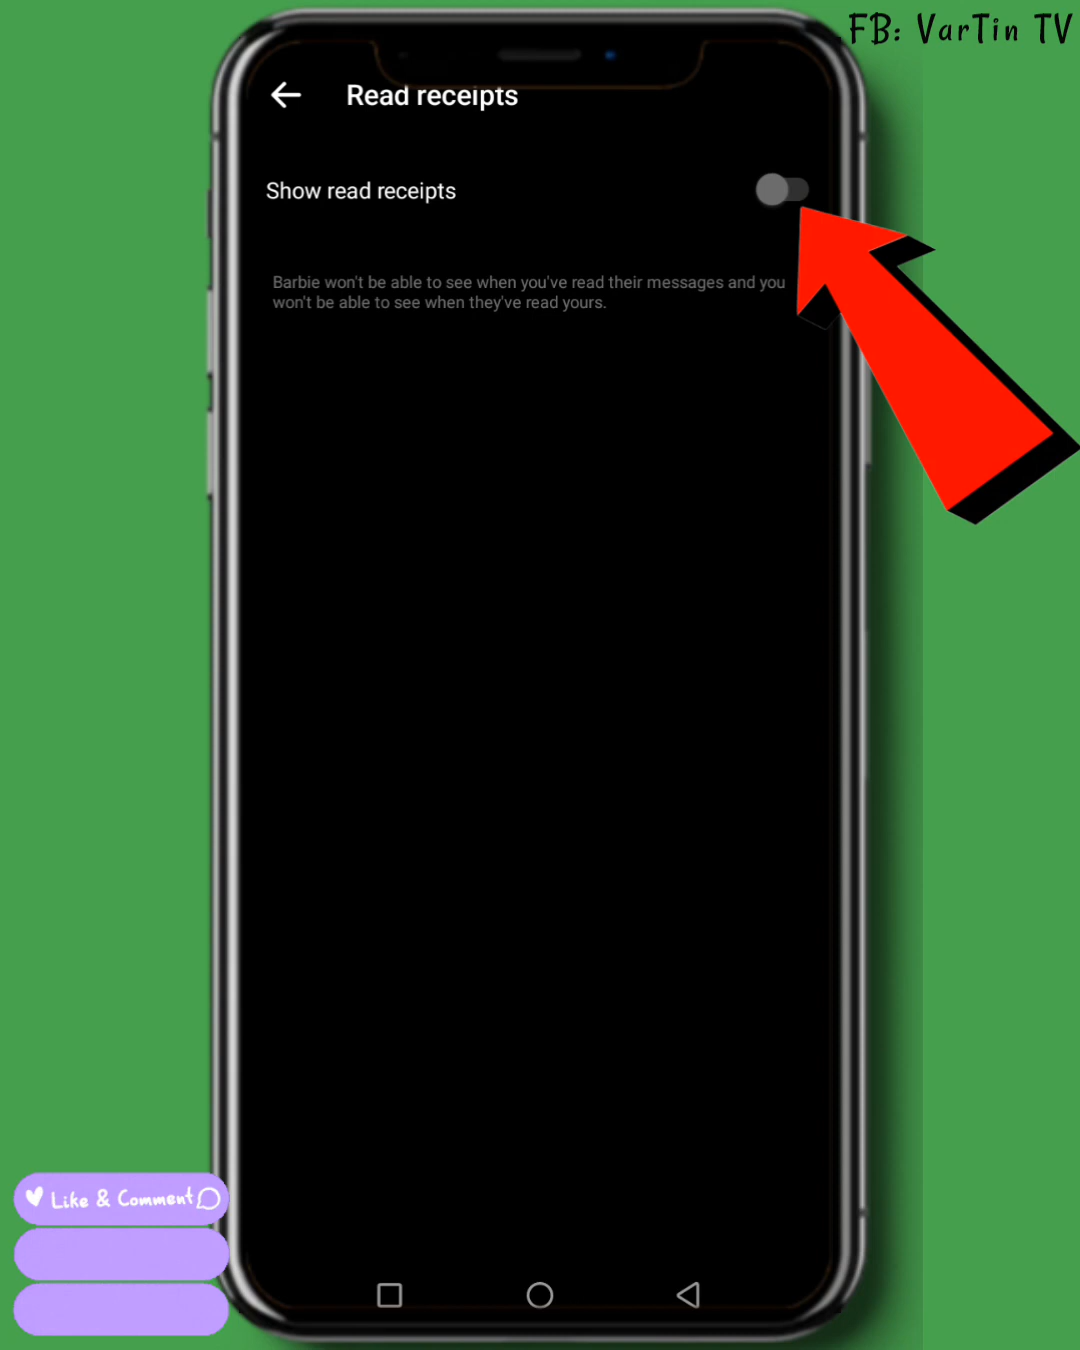 FB: VarTin TV
Read receipts
Show read receipts
Barbie won't be able to see when you've read their messages and you
won't be able to see when they've read yours.
Like & Comment